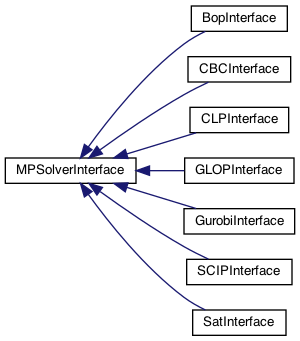 BopInterface
CBCInterface
CLPInterface
MPSolverInterface
GLOPInterface
GurobiInterface
SCIPInterface
SatInterface